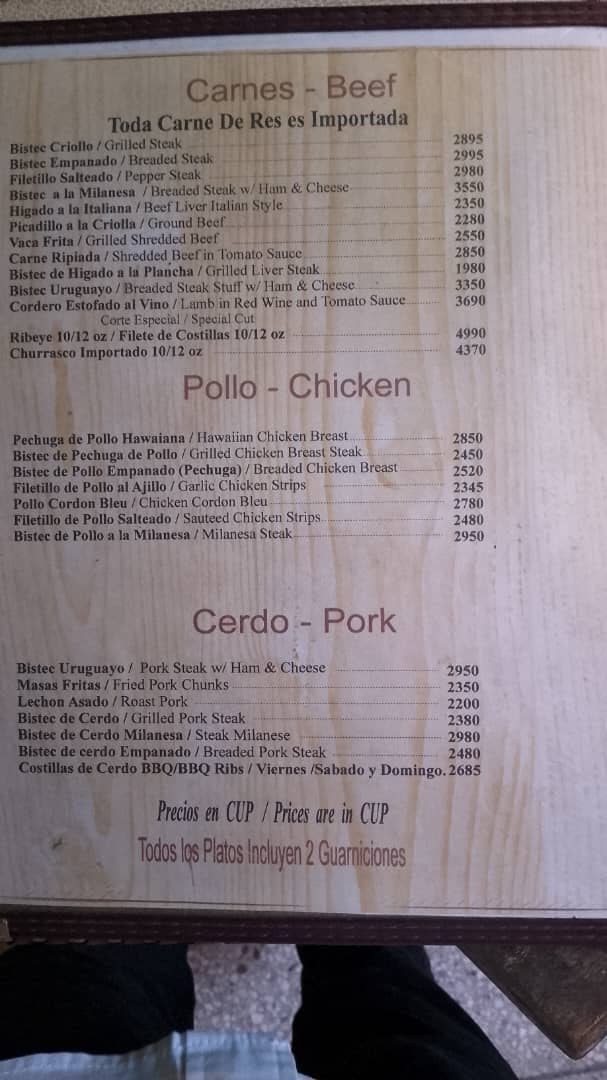 Carnes - Beef
Toda Carne De Res es Importada
Bistec Criollo / Grilled Steak 2895
Bistec Empanado / Breaded Steak 2995
Filetillo Salteado / Pepper Steak 2980
Bistec a la Milanesa / Breaded Steak w/ Ham & Cheese 3550
Higado a la Italiana / Beef Liver Italian Style 2350
Picadillo a la Criolla / Ground Beef 2280
Vaca Frita / Grilled Shredded Beef 2550
Carne Ripiada / Shredded Beef in Tomato Sauce 2850
Bistec de Higado a la Plancha / Grilled Liver Steak 1980
Bistec Uruguayo / Breaded Steak Stuff w/ Ham & Cheese 3350
Cordero Estofado al Vino / Lamb in Red Wine and Tomato Sauce 3690
Corte Especial / Special Cut
Ribeye 10/12 oz / Filete de Costillas 10/12 oz 4990
Churrasco Importado 10/12 oz 4370
Pollo - Chicken
Pechuga de Pollo Hawaiana / Hawaiian Chicken Breast 2850
Bistec de Pechuga de Pollo / Grilled Chicken Breast Steak 2450
Bistec de Pollo Empanado (Pechuga) / Breaded Chicken Breast 2520
Filetillo de Pollo al Ajillo / Garlic Chicken Strips 2345
Pollo Cordon Bleu / Chicken Cordon Bleu 2780
Filetillo de Pollo Salteado / Sauteed Chicken Strips 2480
Bistec de Pollo a la Milanesa / Milanesa Steak 2950
Cerdo - Pork
Bistec Uruguayo / Pork Steak w/ Ham & Cheese 2950
Masas Fritas / Fried Pork Chunks 2350
Lechon Asado / Roast Pork 2200
Bistec de Cerdo / Grilled Pork Steak 2380
Bistec de Cerdo Milanesa / Steak Milanese 2980
Bistec de cerdo Empanado / Breaded Pork Steak 2480
Costillas de Cerdo BBQ/BBQ Ribs / Viernes /Sabado y Domingo. 2685
Precios en CUP / Prices are in CUP
Todos los Platos Incluyen 2 Guarniciones